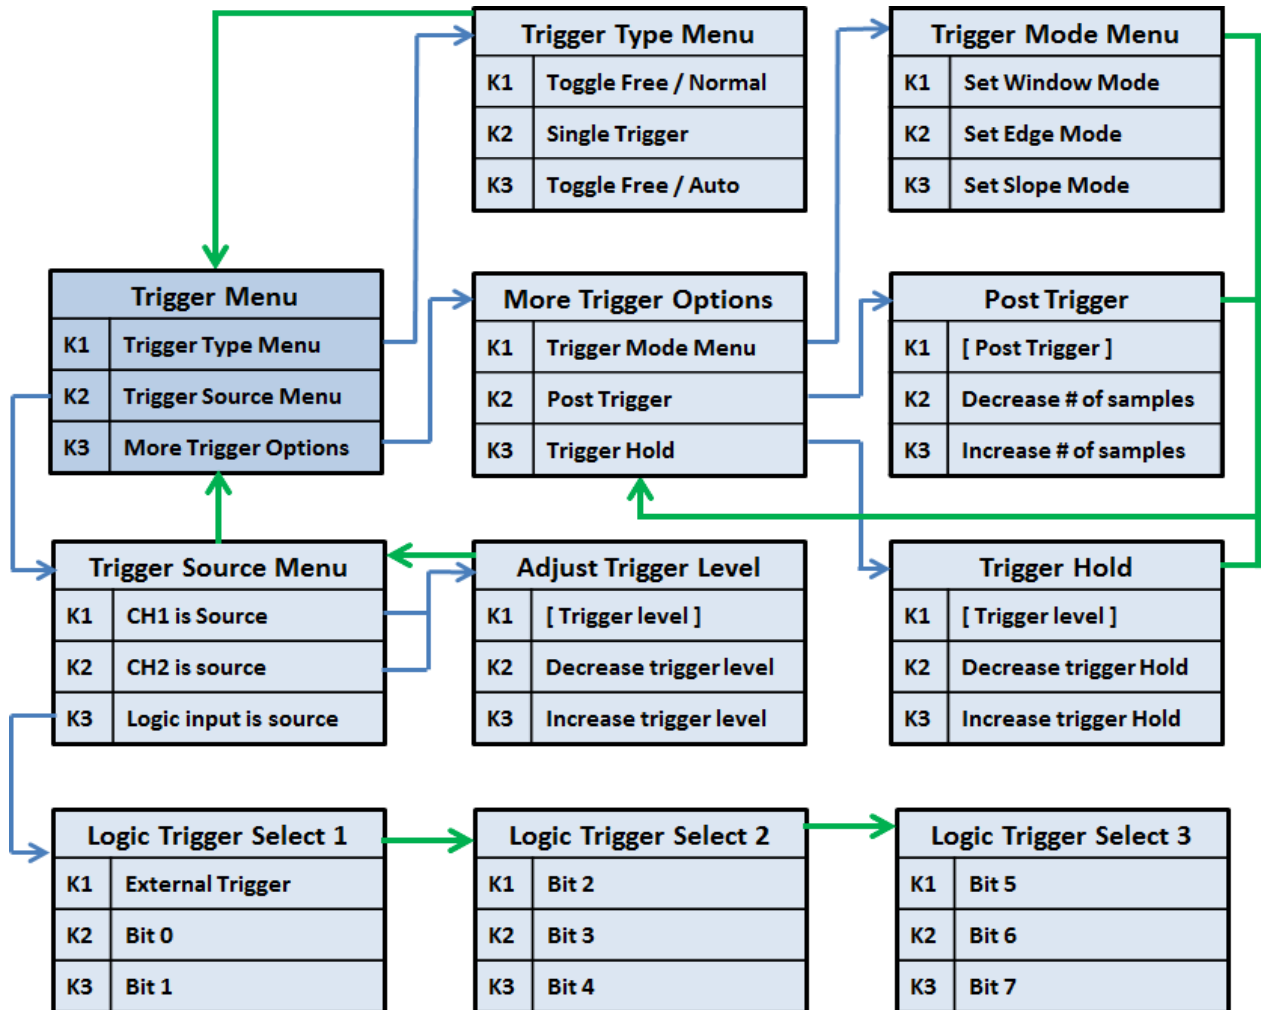 Trigger Type Menu
K1 Toggle Free / Normal
K2 Single Trigger
K3 Toggle Free / Auto
Trigger Mode Menu
K1 Set Window Mode
K2 Set Edge Mode
K3 Set Slope Mode
Trigger Menu
K1 Trigger Type Menu
K2 Trigger Source Menu
K3 More Trigger Options
More Trigger Options
K1 Trigger Mode Menu
K2 Post Trigger
K3 Trigger Hold
Post Trigger
K1 [ Post Trigger ]
K2 Decrease # of samples
K3 Increase # of samples
Trigger Source Menu
K1 CH1 is Source
K2 CH2 is source
K3 Logic input is source
Adjust Trigger Level
K1 [ Trigger level ]
K2 Decrease trigger level
K3 Increase trigger level
Trigger Hold
K1 [ Trigger level ]
K2 Decrease trigger Hold
K3 Increase trigger Hold
Logic Trigger Select 1
K1 External Trigger
K2 Bit 0
K3 Bit 1
Logic Trigger Select 2
K1 Bit 2
K2 Bit 3
K3 Bit 4
Logic Trigger Select 3
K1 Bit 5
K2 Bit 6
K3 Bit 7